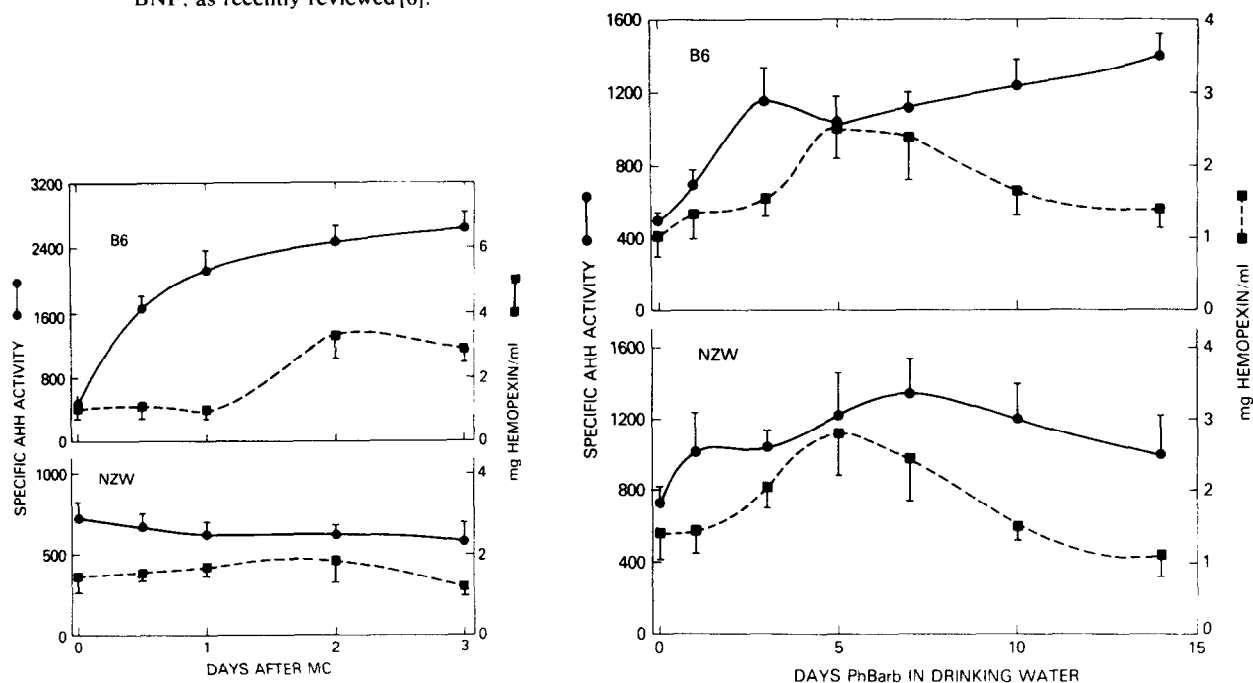 BNF, as recently reviewed [6].
3200
2400
1600
800
0
B6
6
4
2
0
SPECIFIC AHH ACTIVITY
mg HEMOPEXIN/ml
1000
500
0
NZW
4
2
0
0 1 2 3
DAYS AFTER MC
1600
1200
800
400
0
B6
4
3
2
1
0
SPECIFIC AHH ACTIVITY
mg HEMOPEXIN/ml
1600
1200
800
400
0
NZW
4
3
2
1
0
0 5 10 15
DAYS PhBarb IN DRINKING WATER